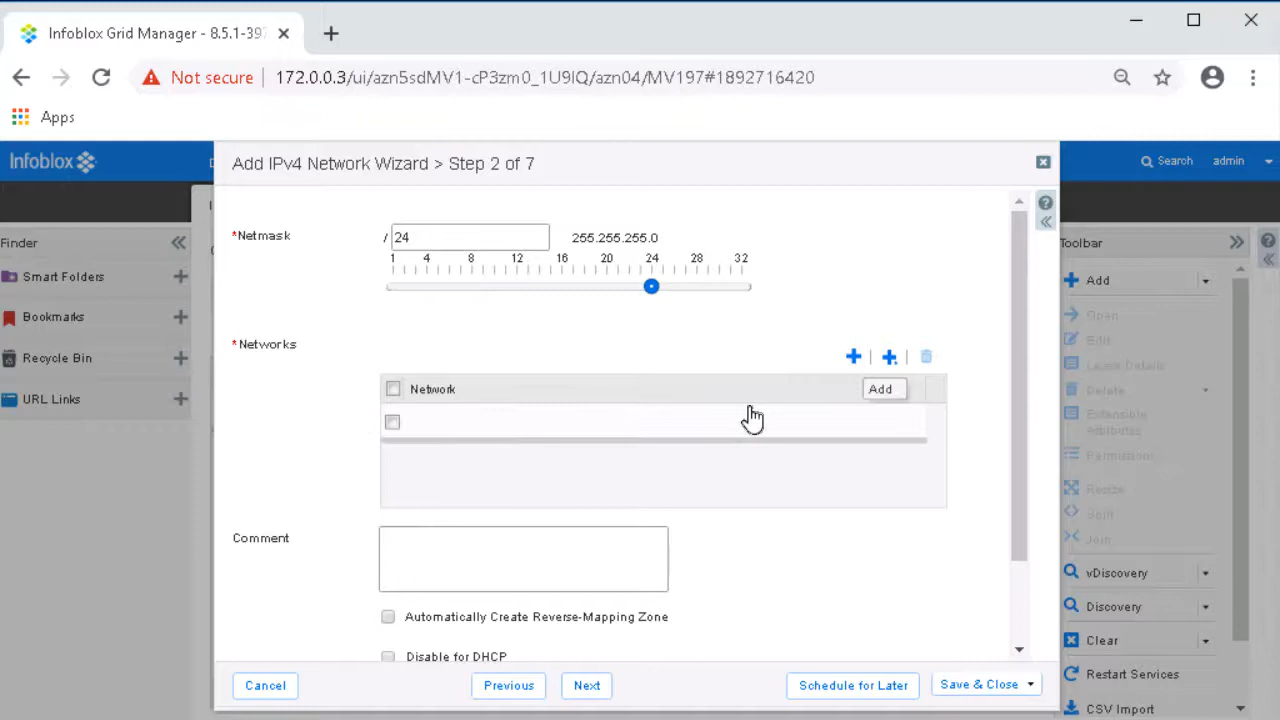 Infoblox Grid Manager - 8.5.1-397
Not secure 172.0.0.3/ui/azn5sdMV1-cP3zm0_1U9IQ/azn04/MV197#1892716420
Apps
Infoblox
Search admin
Add IPv4 Network Wizard > Step 2 of 7
Finder
Smart Folders
Bookmarks
Recycle Bin
URL Links
*Netmask / 24 255.255.255.0
1 4 8 12 16 20 24 28 32
*Networks
Network Add
Comment
Automatically Create Reverse-Mapping Zone
Disable for DHCP
Cancel Previous Next Schedule for Later Save & Close
Toolbar
Add
Open
Edit
Delete
Extensible
Attributes
Permissions
Resize
Split
Join
vDiscovery
Discovery
Clear
Restart Services
CSV Import